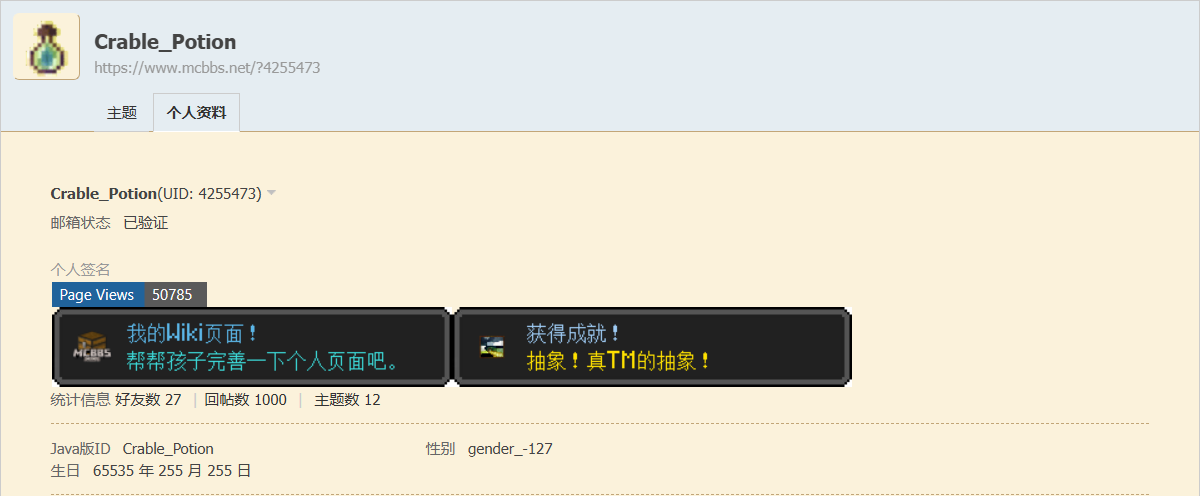 Crable_Potion
https://www.mcbbs.net/?4255473
主题 个人资料
Crable_Potion(UID: 4255473)
邮箱状态 已验证
个人签名
Page Views 50785
我的Wiki页面！ 获得成就！
MCBBS
帮帮孩子完善一下个人页面吧。 抽象！真TM的抽象！
统计信息 好友数 27 | 回帖数 1000 | 主题数 12
Java版ID Crable_Potion 性别 gender_-127
生日 65535 年 255 月 255 日